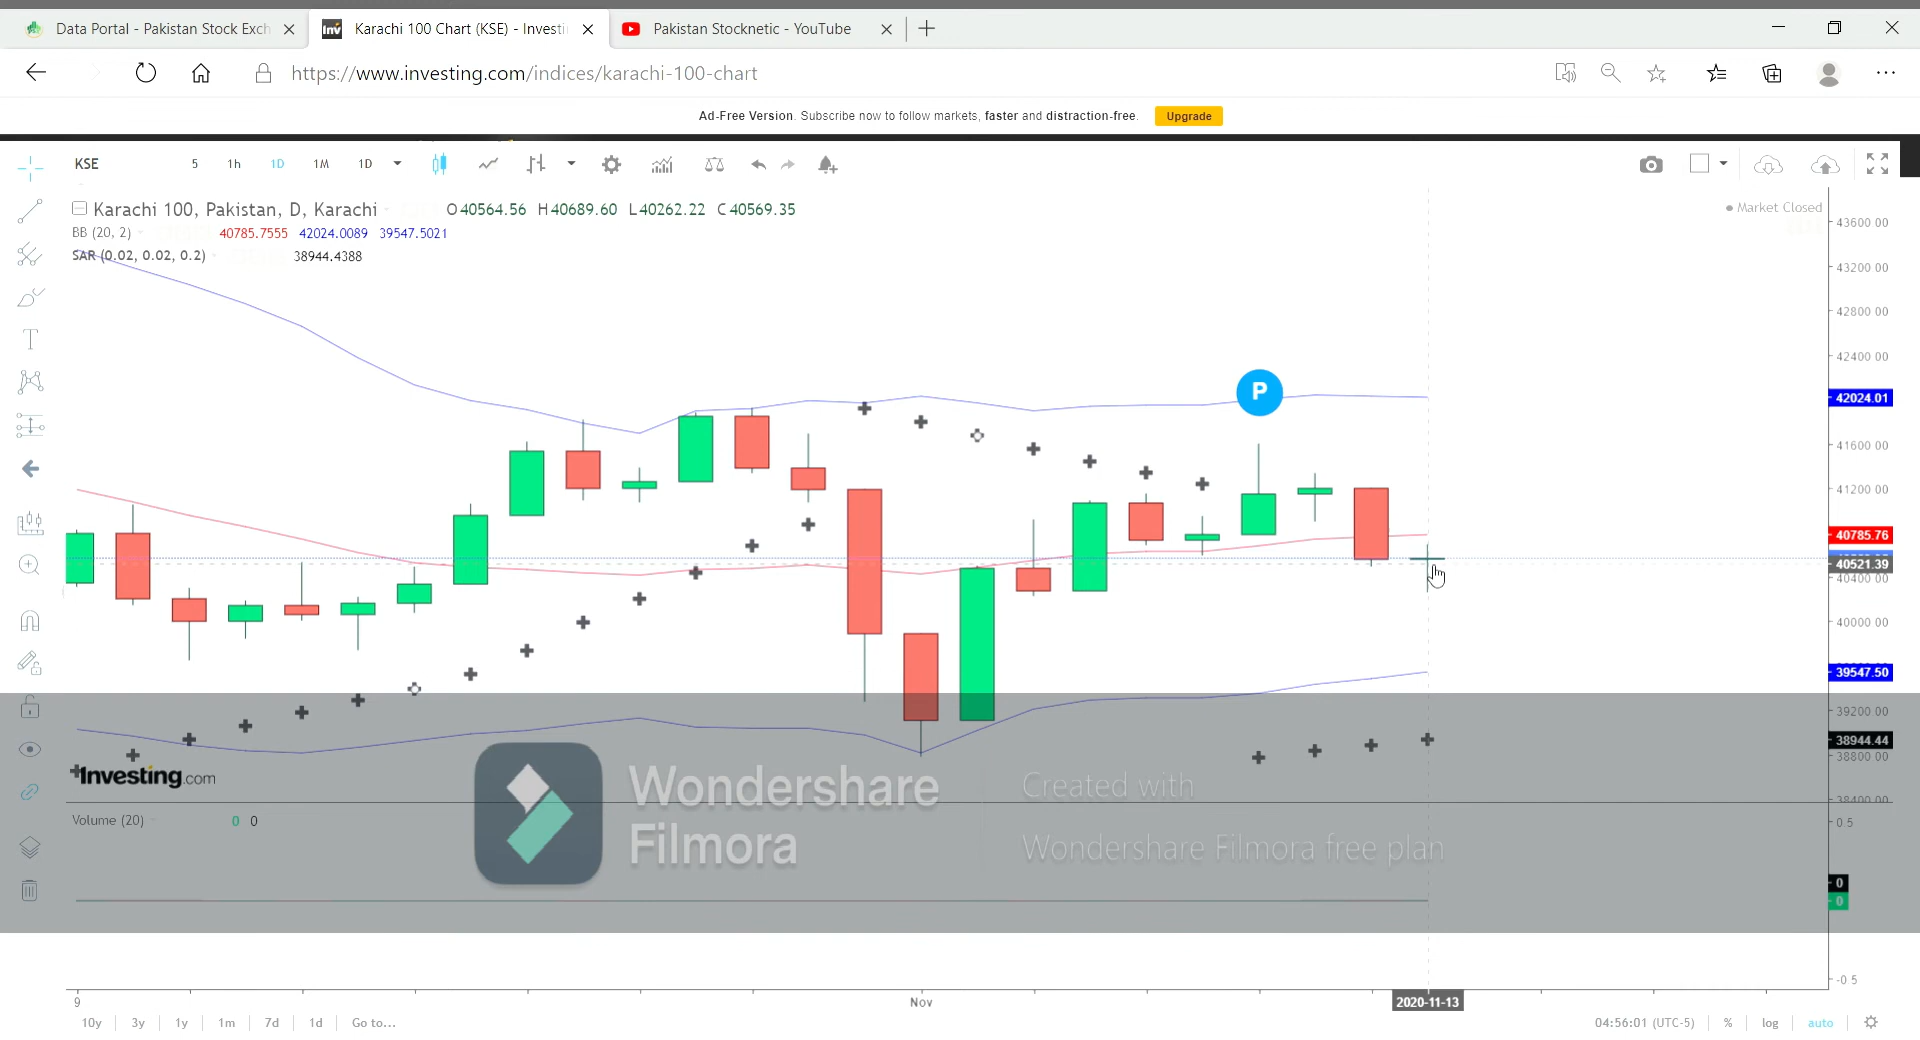 Data Portal - Pakistan Stock Exch
Karachi 100 Chart (KSE) - Investi
Pakistan Stocknetic - YouTube
https://www.investing.com/indices/karachi-100-chart
Ad-Free Version. Subscribe now to follow markets, faster and distraction-free.
Upgrade
KSE
5 1h 1D 1M 1D
Karachi 100, Pakistan, D, Karachi O40564.56 H40689.60 L40262.22 C40569.35
Market Closed
BB (20, 2) 40785.7555 42024.0089 39547.5021
SAR (0.02, 0.02, 0.2) 38944.4388
43600.00
43200.00
42800.00
42400.00
42024.01
P
41600.00
41200.00
40785.76
40521.39
40400.00
40000.00
39547.50
39200.00
38944.44
38800.00
38400.00
Investing.com
Wondershare
Filmora
Created with
Wondershare Filmora free plan
Volume (20) 0 0
0.5
0
0
-0.5
9 Nov 2020-11-13
10y 3y 1y 1m 7d 1d Go to...
04:56:01 (UTC-5) % log auto